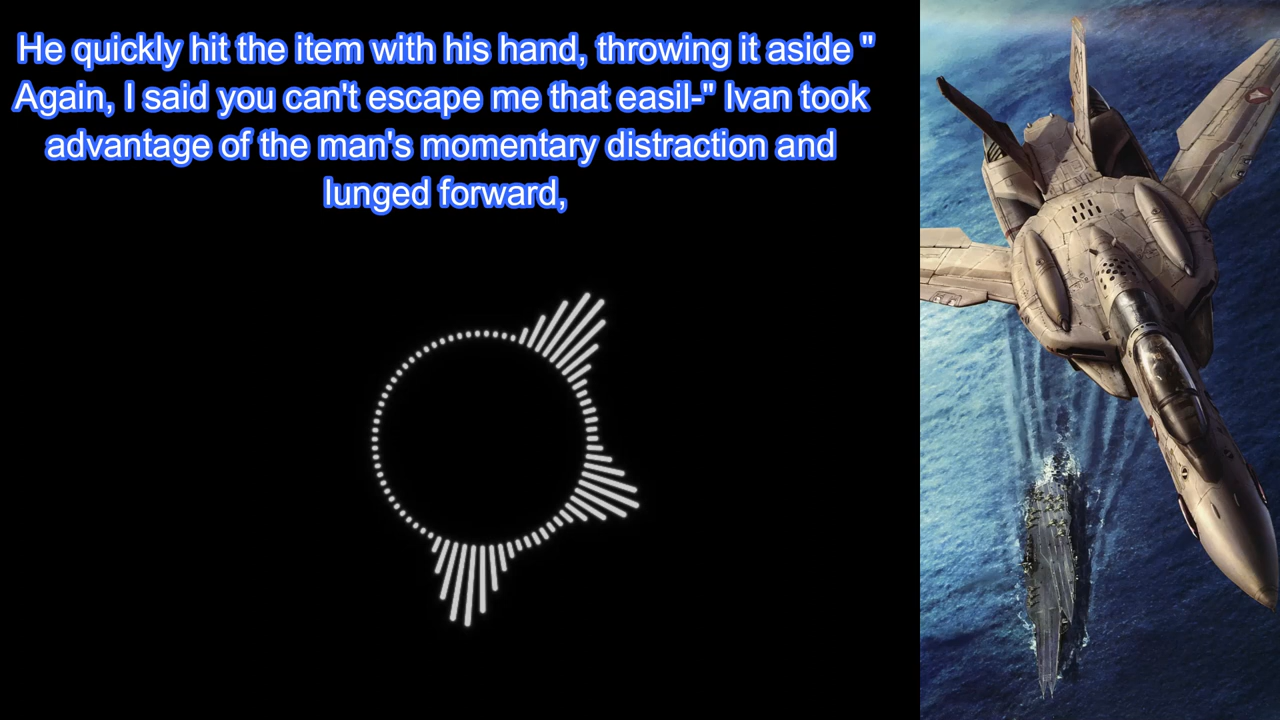 He quickly hit the item with his hand, throwing it aside "
Again, I said you can't escape me that easil-" Ivan took
advantage of the man's momentary distraction and
lunged forward,